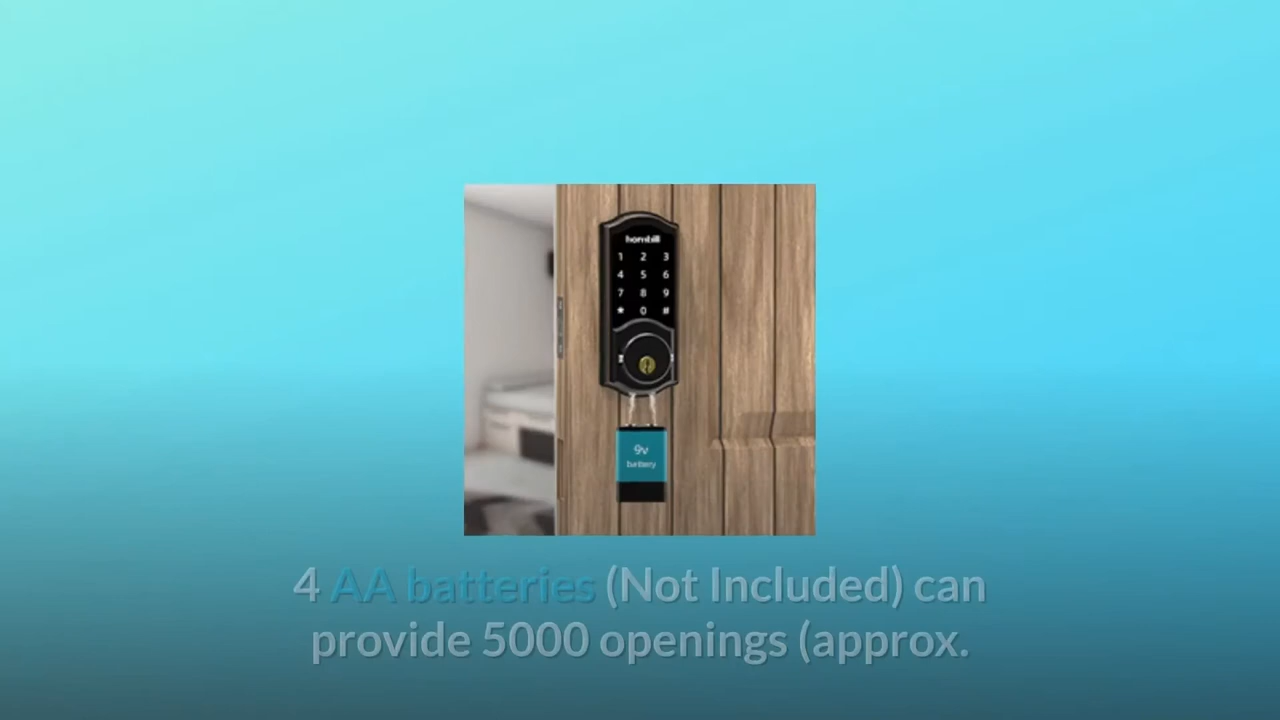 hornbill
1 2 3
4 5 6
7 8 9
* 0 #
9v
battery
4 AA batteries (Not Included) can
provide 5000 openings (approx.